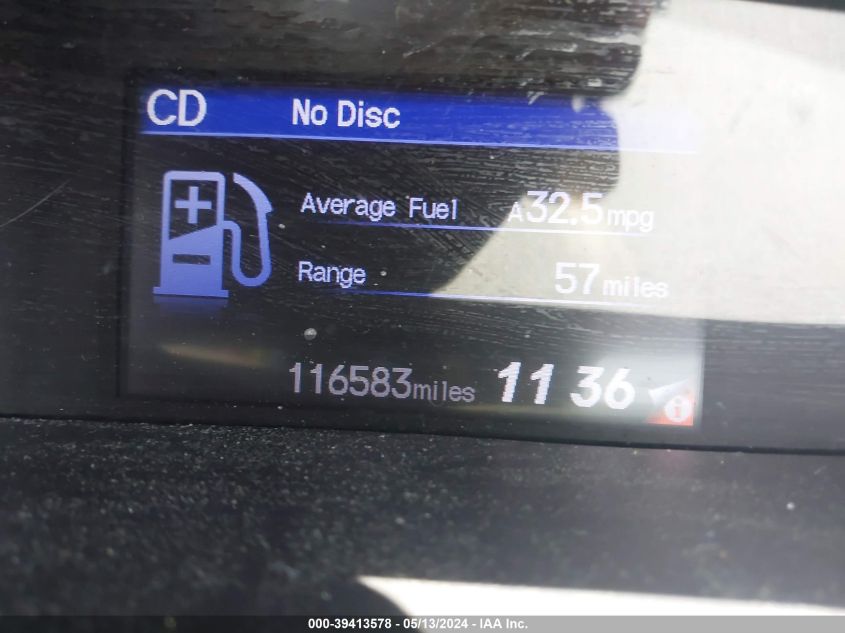 CD No Disc
Average Fuel A32.5mpg
Range 57miles
116583miles 11 36
i
000-39413578 - 05/13/2024 - IAA Inc.